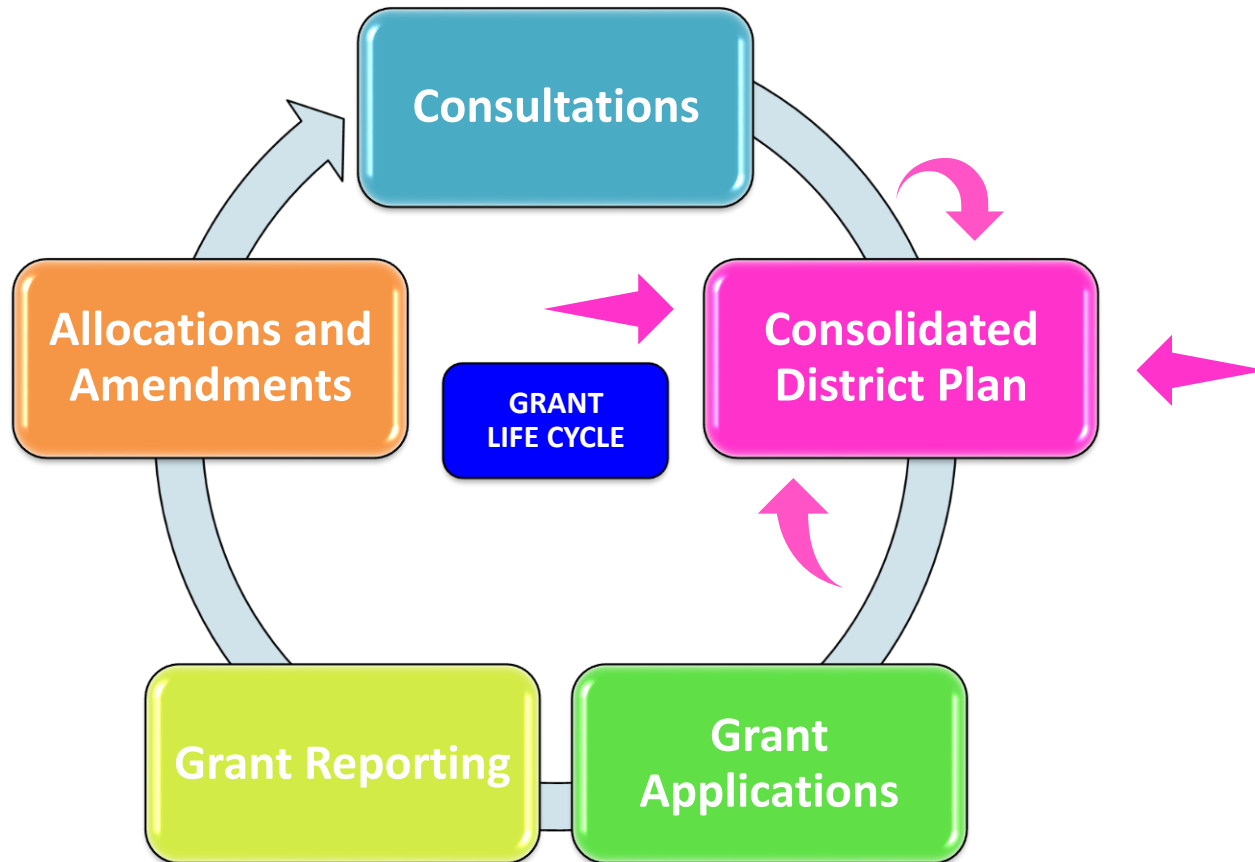 Consultations
Consolidated
District Plan
Grant
Applications
Grant Reporting
Allocations and
Amendments
GRANT
LIFE CYCLE